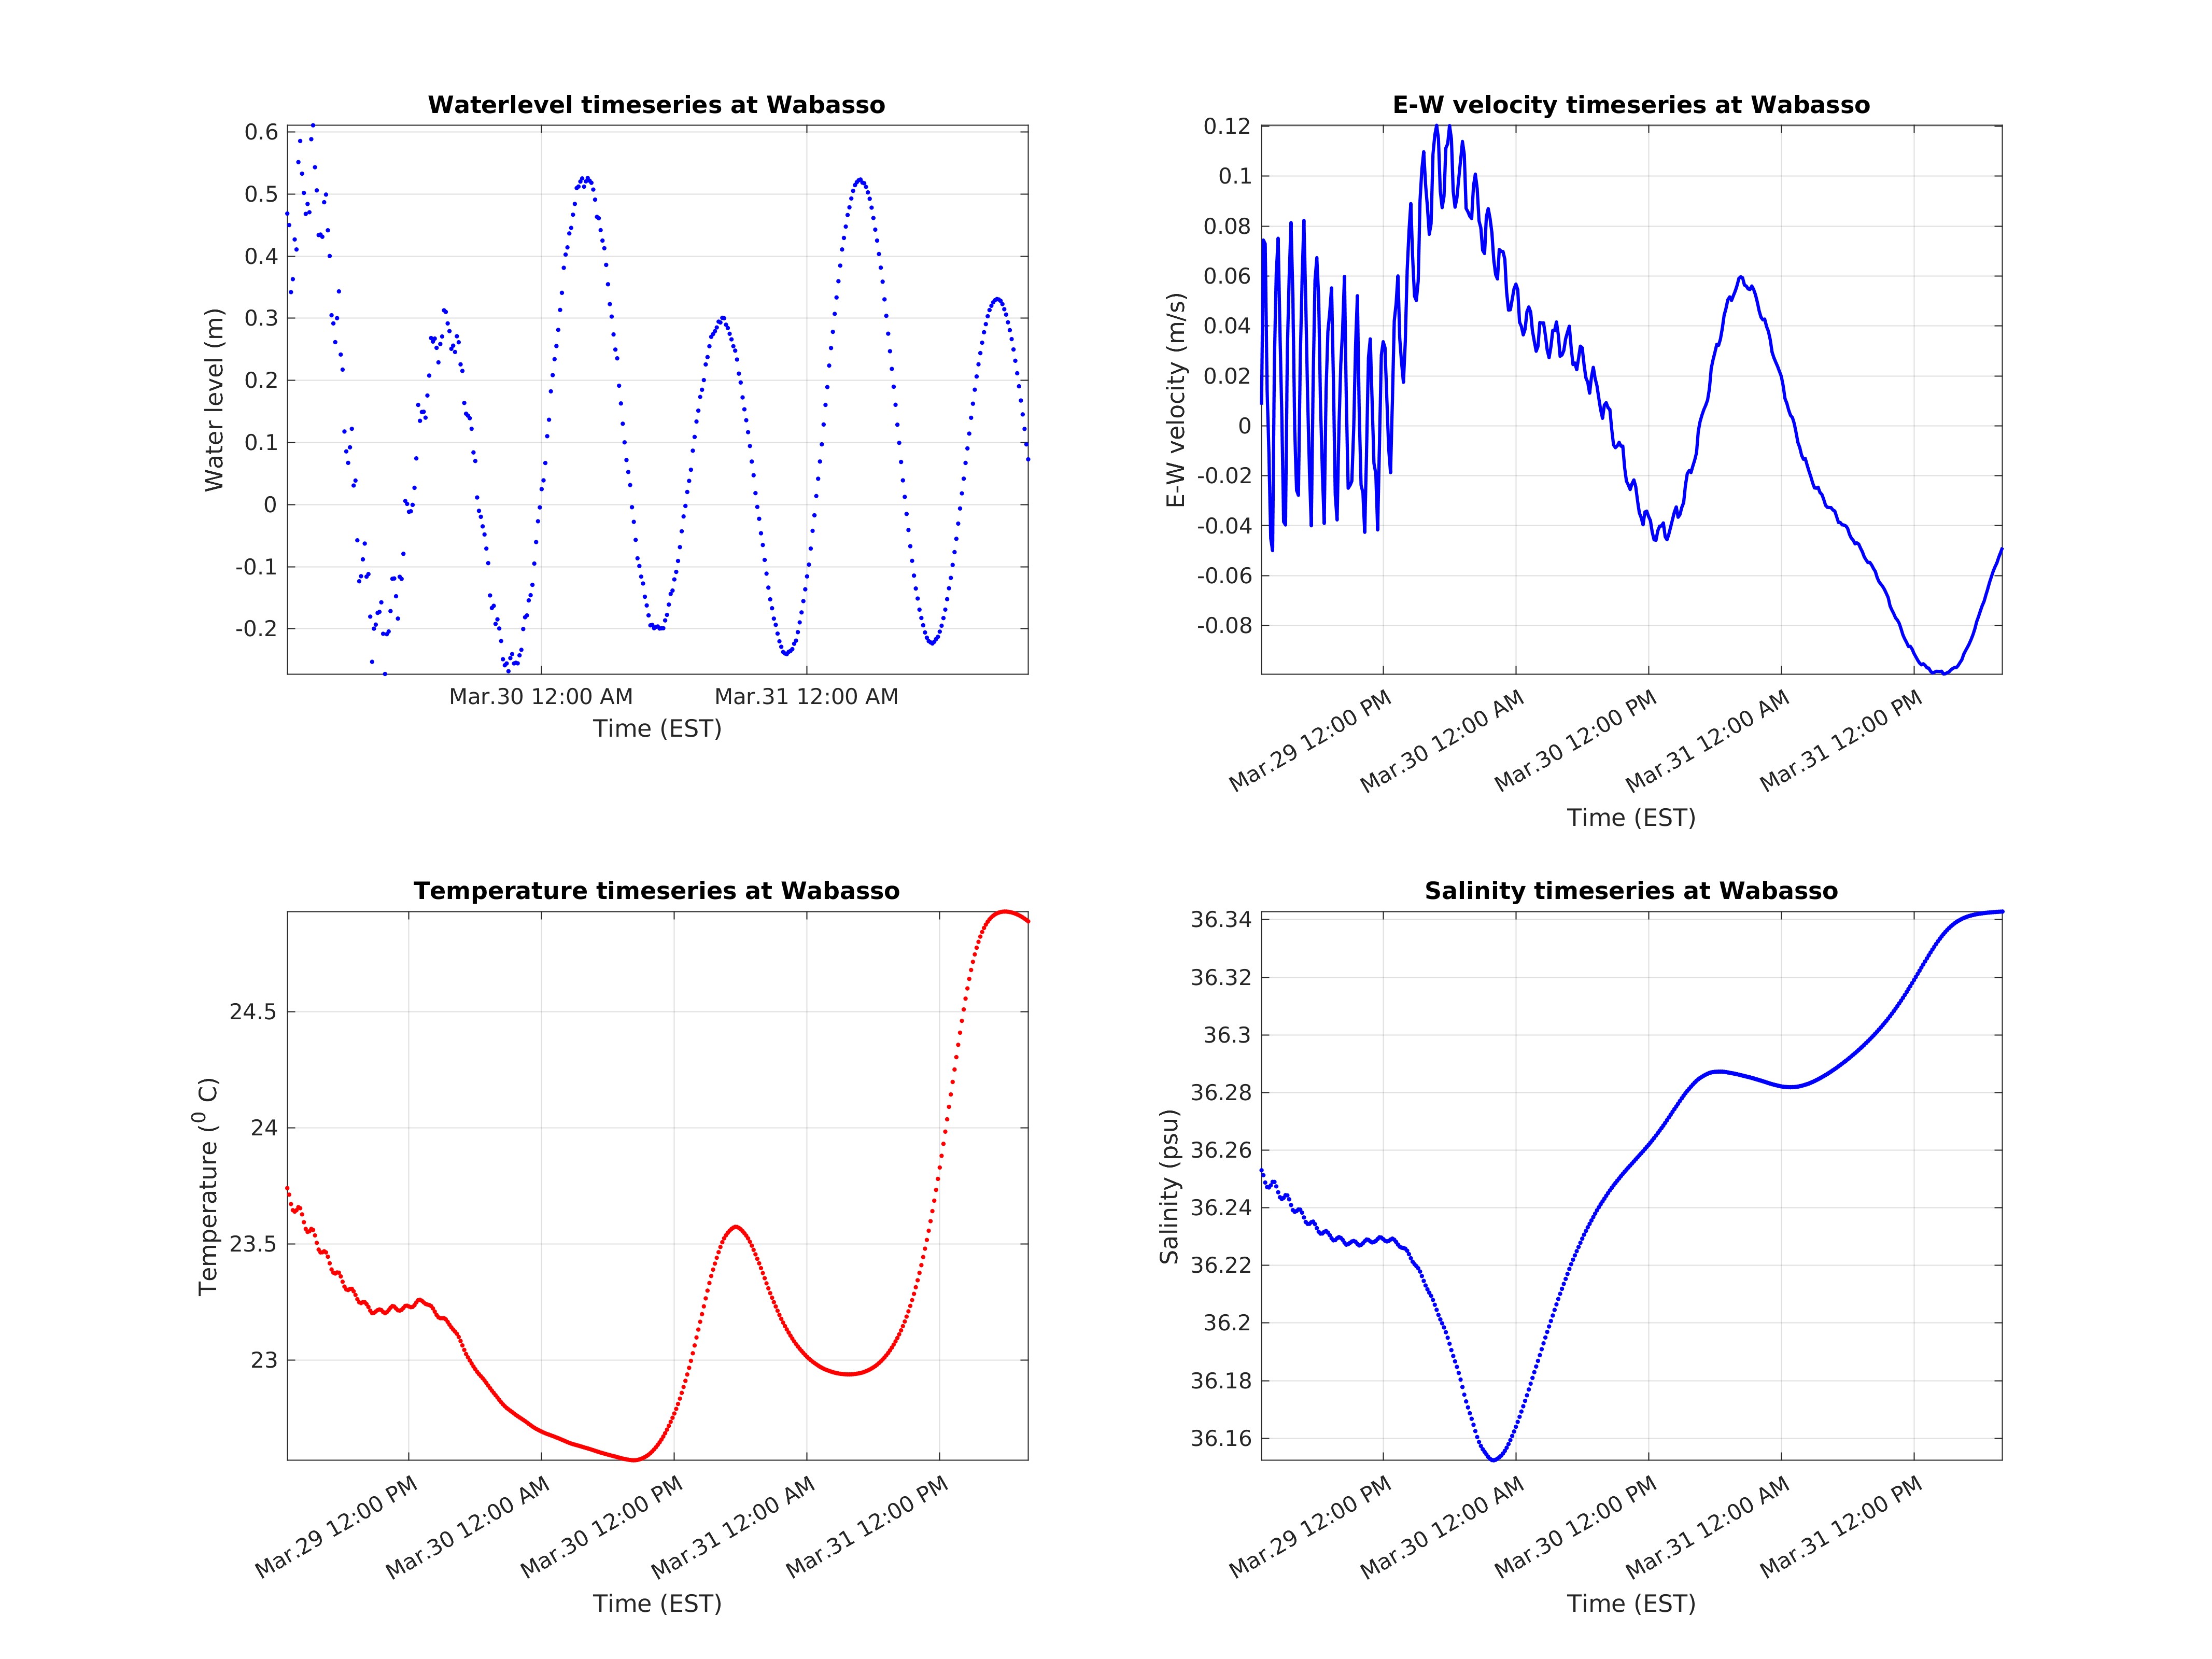 Waterlevel timeseries at Wabasso
0.6
0.5
0.4
0.3
0.2
0.1
0
-0.1
-0.2
Water level (m)
Mar.30 12:00 AM
Mar.31 12:00 AM
Time (EST)
E-W velocity timeseries at Wabasso
0.12
0.1
0.08
0.06
0.04
0.02
0
-0.02
-0.04
-0.06
-0.08
E-W velocity (m/s)
Mar.29 12:00 PM
Mar.30 12:00 AM
Mar.30 12:00 PM
Mar.31 12:00 AM
Mar.31 12:00 PM
Time (EST)
Temperature timeseries at Wabasso
24.5
24
23.5
23
Temperature (⁰ C)
Mar.29 12:00 PM
Mar.30 12:00 AM
Mar.30 12:00 PM
Mar.31 12:00 AM
Mar.31 12:00 PM
Time (EST)
Salinity timeseries at Wabasso
36.34
36.32
36.3
36.28
36.26
36.24
36.22
36.2
36.18
36.16
Salinity (psu)
Mar.29 12:00 PM
Mar.30 12:00 AM
Mar.30 12:00 PM
Mar.31 12:00 AM
Mar.31 12:00 PM
Time (EST)